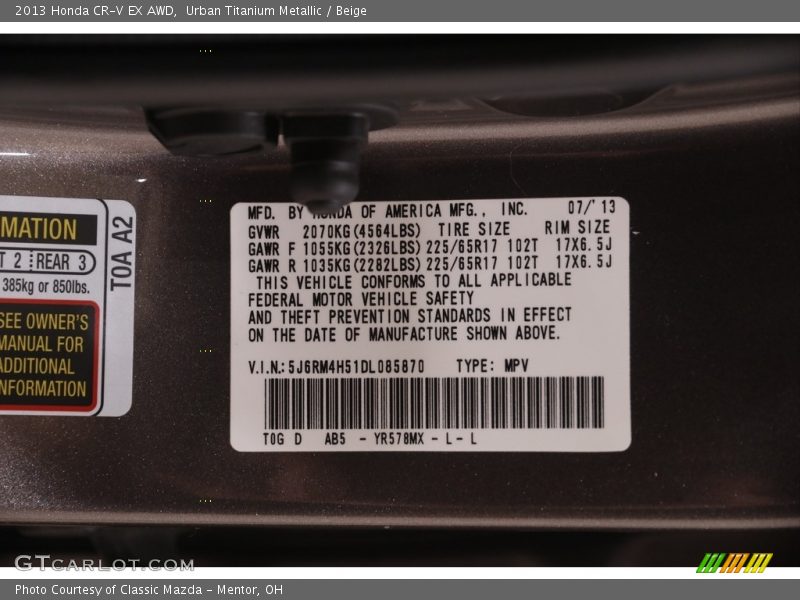 2013 Honda CR-V EX AWD, Urban Titanium Metallic / Beige
MATION
T 2 REAR 3
385kg or 850lbs.
SEE OWNER'S
MANUAL FOR
ADDITIONAL
INFORMATION
T0A A2
MFD. BY HONDA OF AMERICA MFG., INC. 07/'13
GVWR 2070KG(4564LBS) TIRE SIZE RIM SIZE
GAWR F 1055KG(2326LBS) 225/65R17 102T 17X6.5J
GAWR R 1035KG(2282LBS) 225/65R17 102T 17X6.5J
THIS VEHICLE CONFORMS TO ALL APPLICABLE
FEDERAL MOTOR VEHICLE SAFETY
AND THEFT PREVENTION STANDARDS IN EFFECT
ON THE DATE OF MANUFACTURE SHOWN ABOVE.
V.I.N.:5J6RM4H51DL085870 TYPE: MPV
T0G D AB5 - YR578MX - L - L
GTCARLOT.COM
Photo Courtesy of Classic Mazda - Mentor, OH